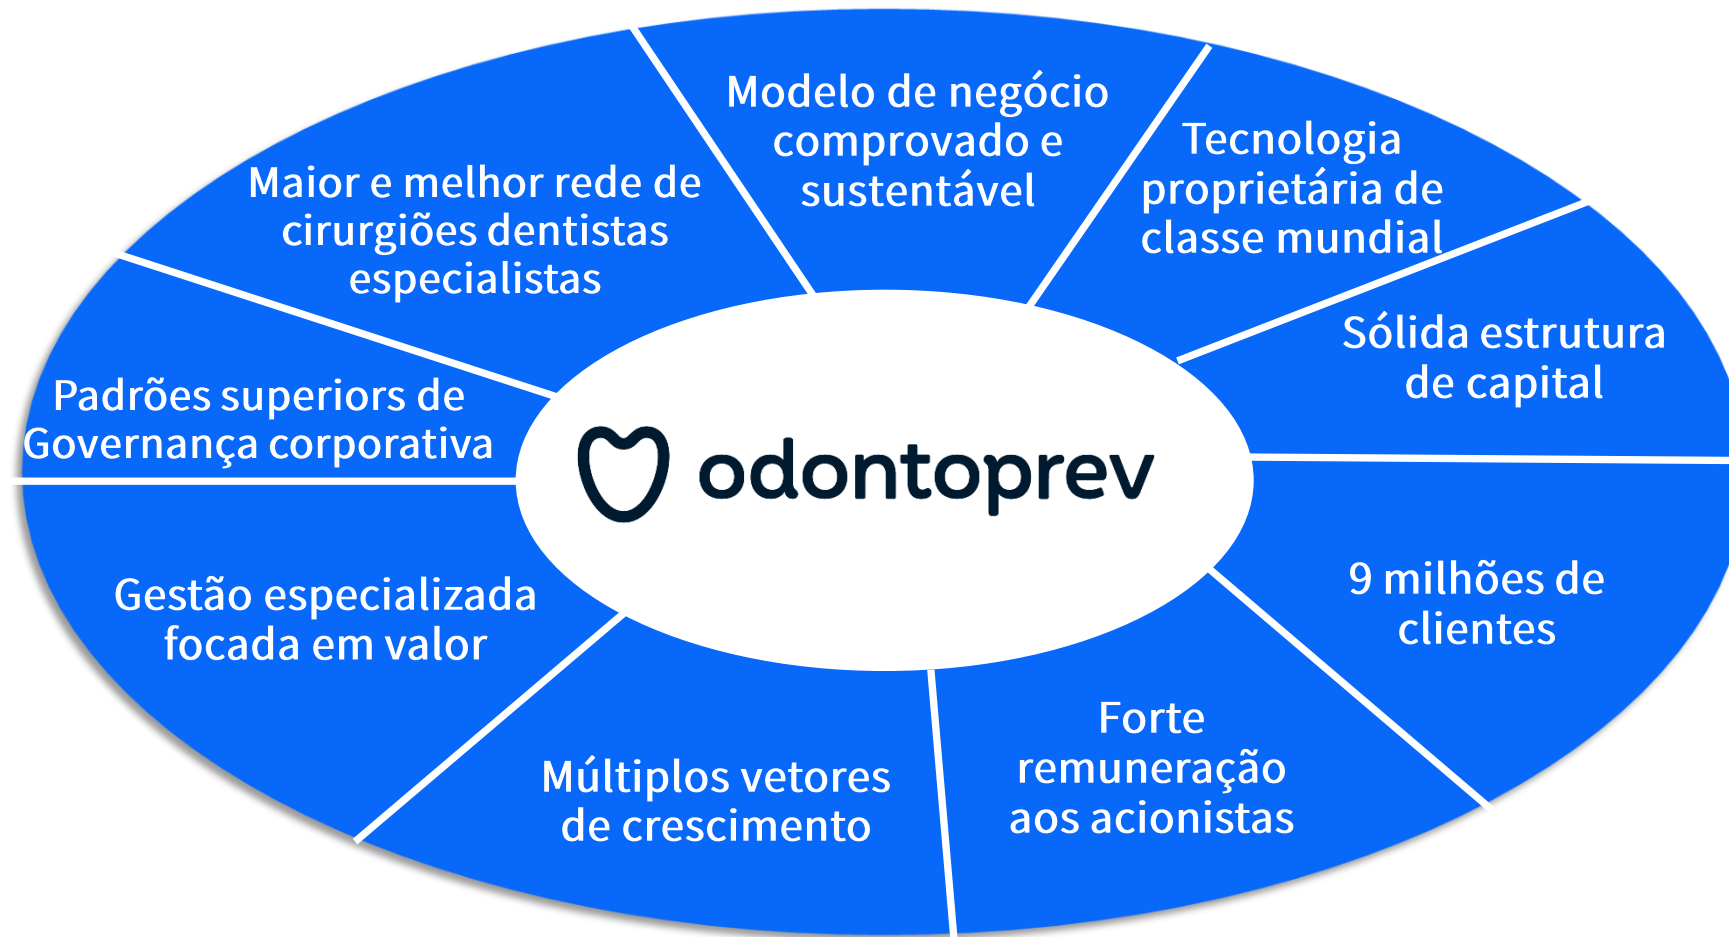 Modelo de negócio
comprovado e
sustentável
Tecnologia
proprietária de
classe mundial
Sólida estrutura
de capital
9 milhões de
clientes
Forte
remuneração
aos acionistas
Múltiplos vetores
de crescimento
Gestão especializada
focada em valor
Padrões superiors de
Governança corporativa
Maior e melhor rede de
cirurgiões dentistas
especialistas
odontoprev